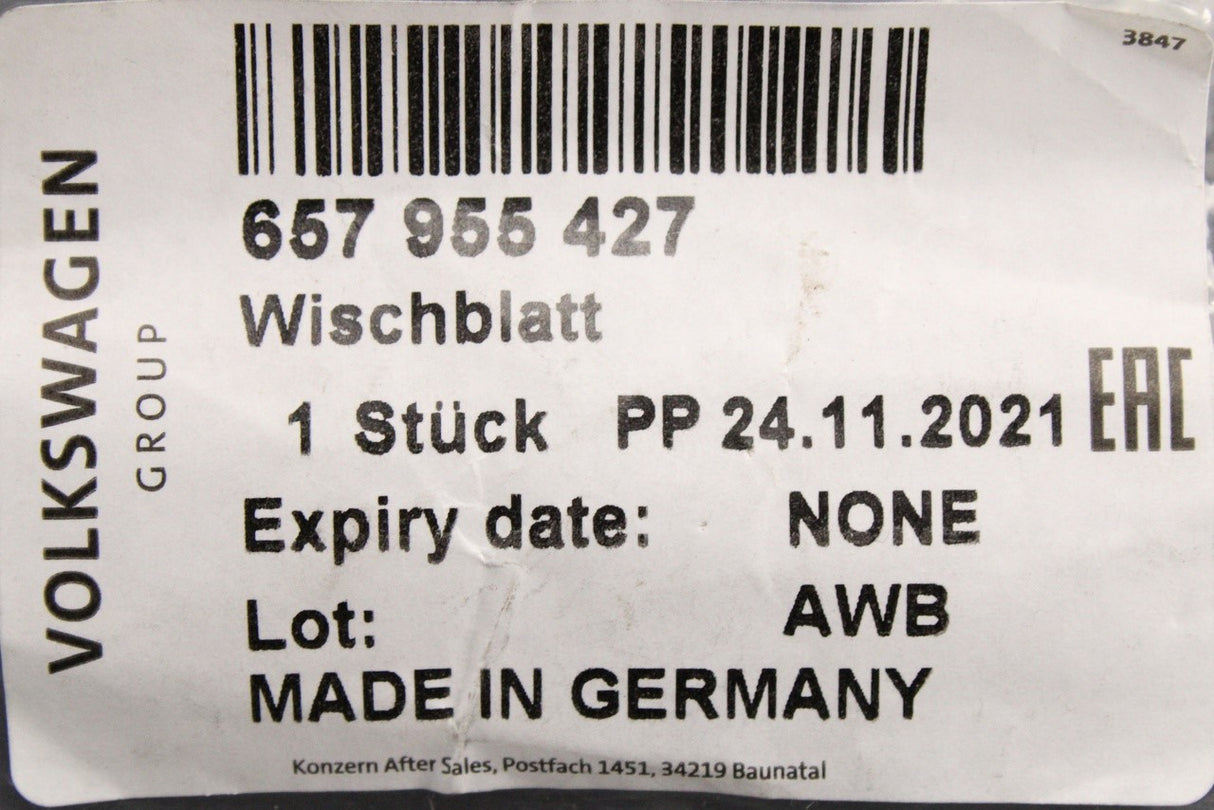 3847
VOLKSWAGEN
GROUP
657 955 427
Wischblatt
1 Stück PP 24.11.2021 EAC
Expiry date: NONE
Lot: AWB
MADE IN GERMANY
Konzern After Sales, Postfach 1451, 34219 Baunatal